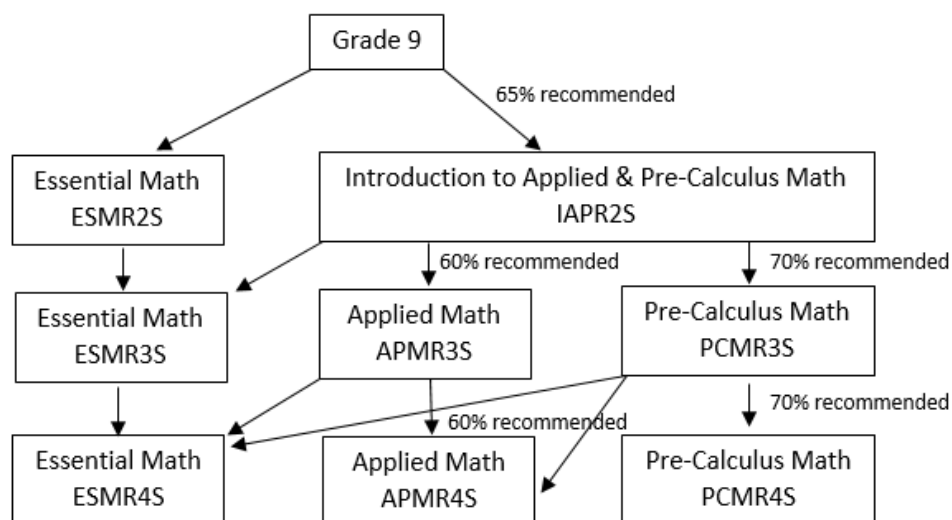 Grade 9
65% recommended
Essential Math
ESMR2S
Introduction to Applied & Pre-Calculus Math
IAPR2S
60% recommended
70% recommended
Essential Math
ESMR3S
Applied Math
APMR3S
Pre-Calculus Math
PCMR3S
60% recommended
70% recommended
Essential Math
ESMR4S
Applied Math
APMR4S
Pre-Calculus Math
PCMR4S